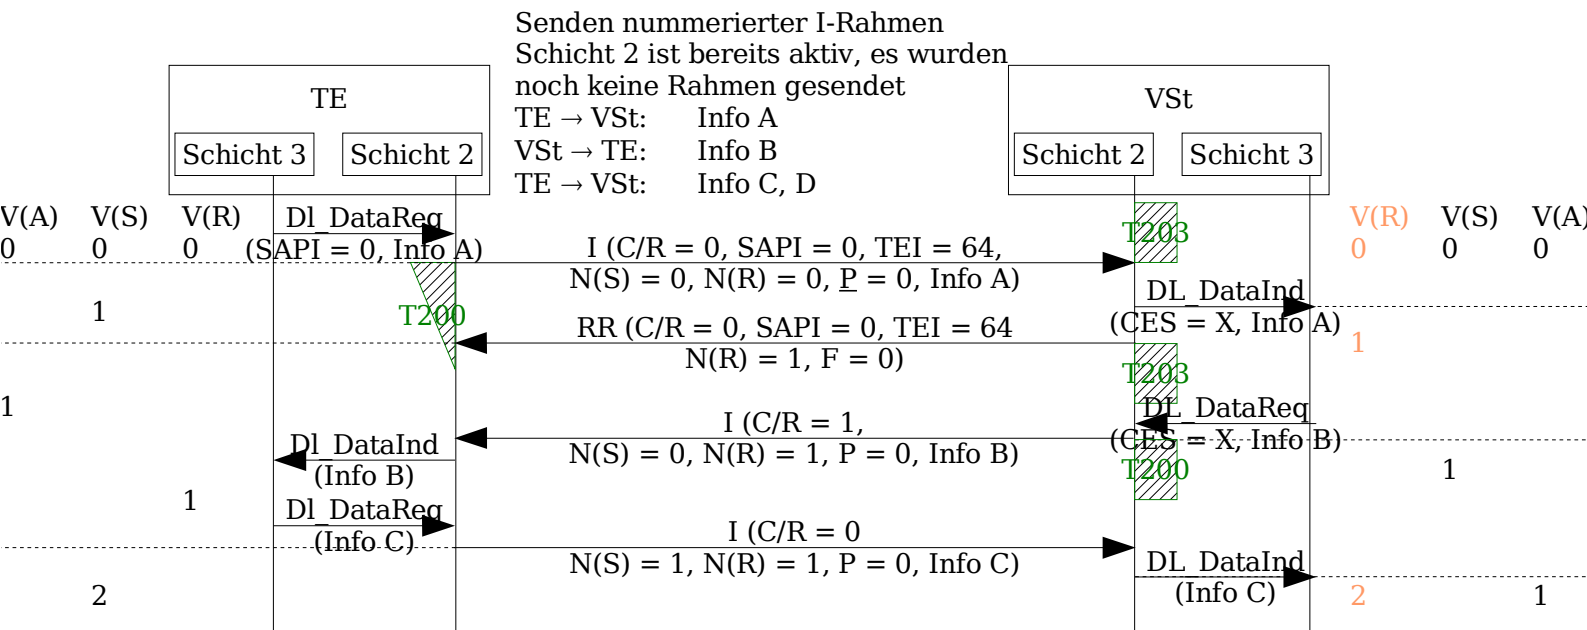 Senden nummerierter I-Rahmen
Schicht 2 ist bereits aktiv, es wurden
noch keine Rahmen gesendet
TE → VSt: Info A
VSt → TE: Info B
TE → VSt: Info C, D
TE
VSt
Schicht 3 Schicht 2
Schicht 2 Schicht 3
V(A) V(S) V(R)
0 0 0
Dl_DataReq
(SAPI = 0, Info A)
I (C/R = 0, SAPI = 0, TEI = 64,
N(S) = 0, N(R) = 0, P = 0, Info A)
T203
V(R) V(S) V(A)
0 0 0
1
T200
DL_DataInd
(CES = X, Info A)
RR (C/R = 0, SAPI = 0, TEI = 64
N(R) = 1, F = 0)
1
T203
1
DL_DataReq
(CES = X, Info B)
I (C/R = 1,
N(S) = 0, N(R) = 1, P = 0, Info B)
Dl_DataInd
(Info B)
T200
1
1
Dl_DataReq
(Info C)
I (C/R = 0
N(S) = 1, N(R) = 1, P = 0, Info C)
DL_DataInd
(Info C)
2
2 1